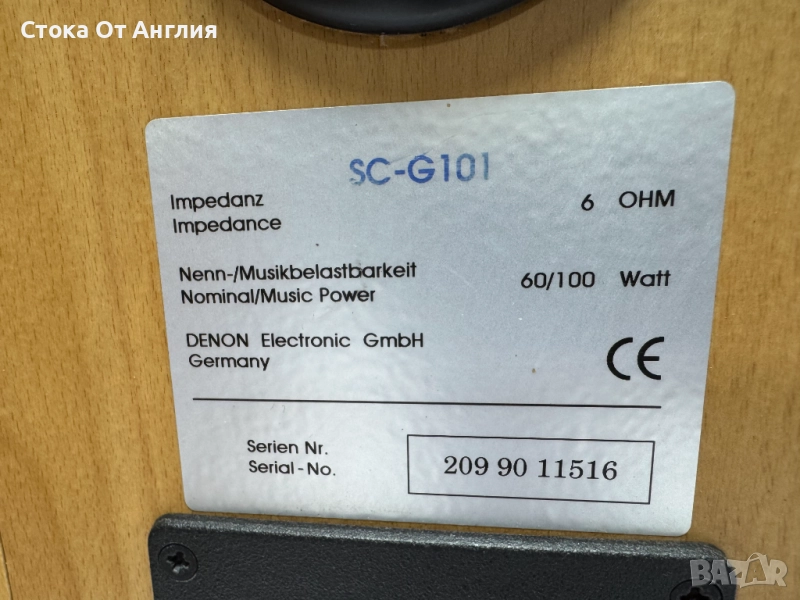 Стока От Англия
SC-G101
Impedanz
Impedance
6 OHM
Nenn-/Musikbelastbarkeit
Nominal/Music Power
60/100 Watt
DENON Electronic GmbH
Germany
CE
Serien Nr.
Serial-No.
209 90 11516
BAZAR